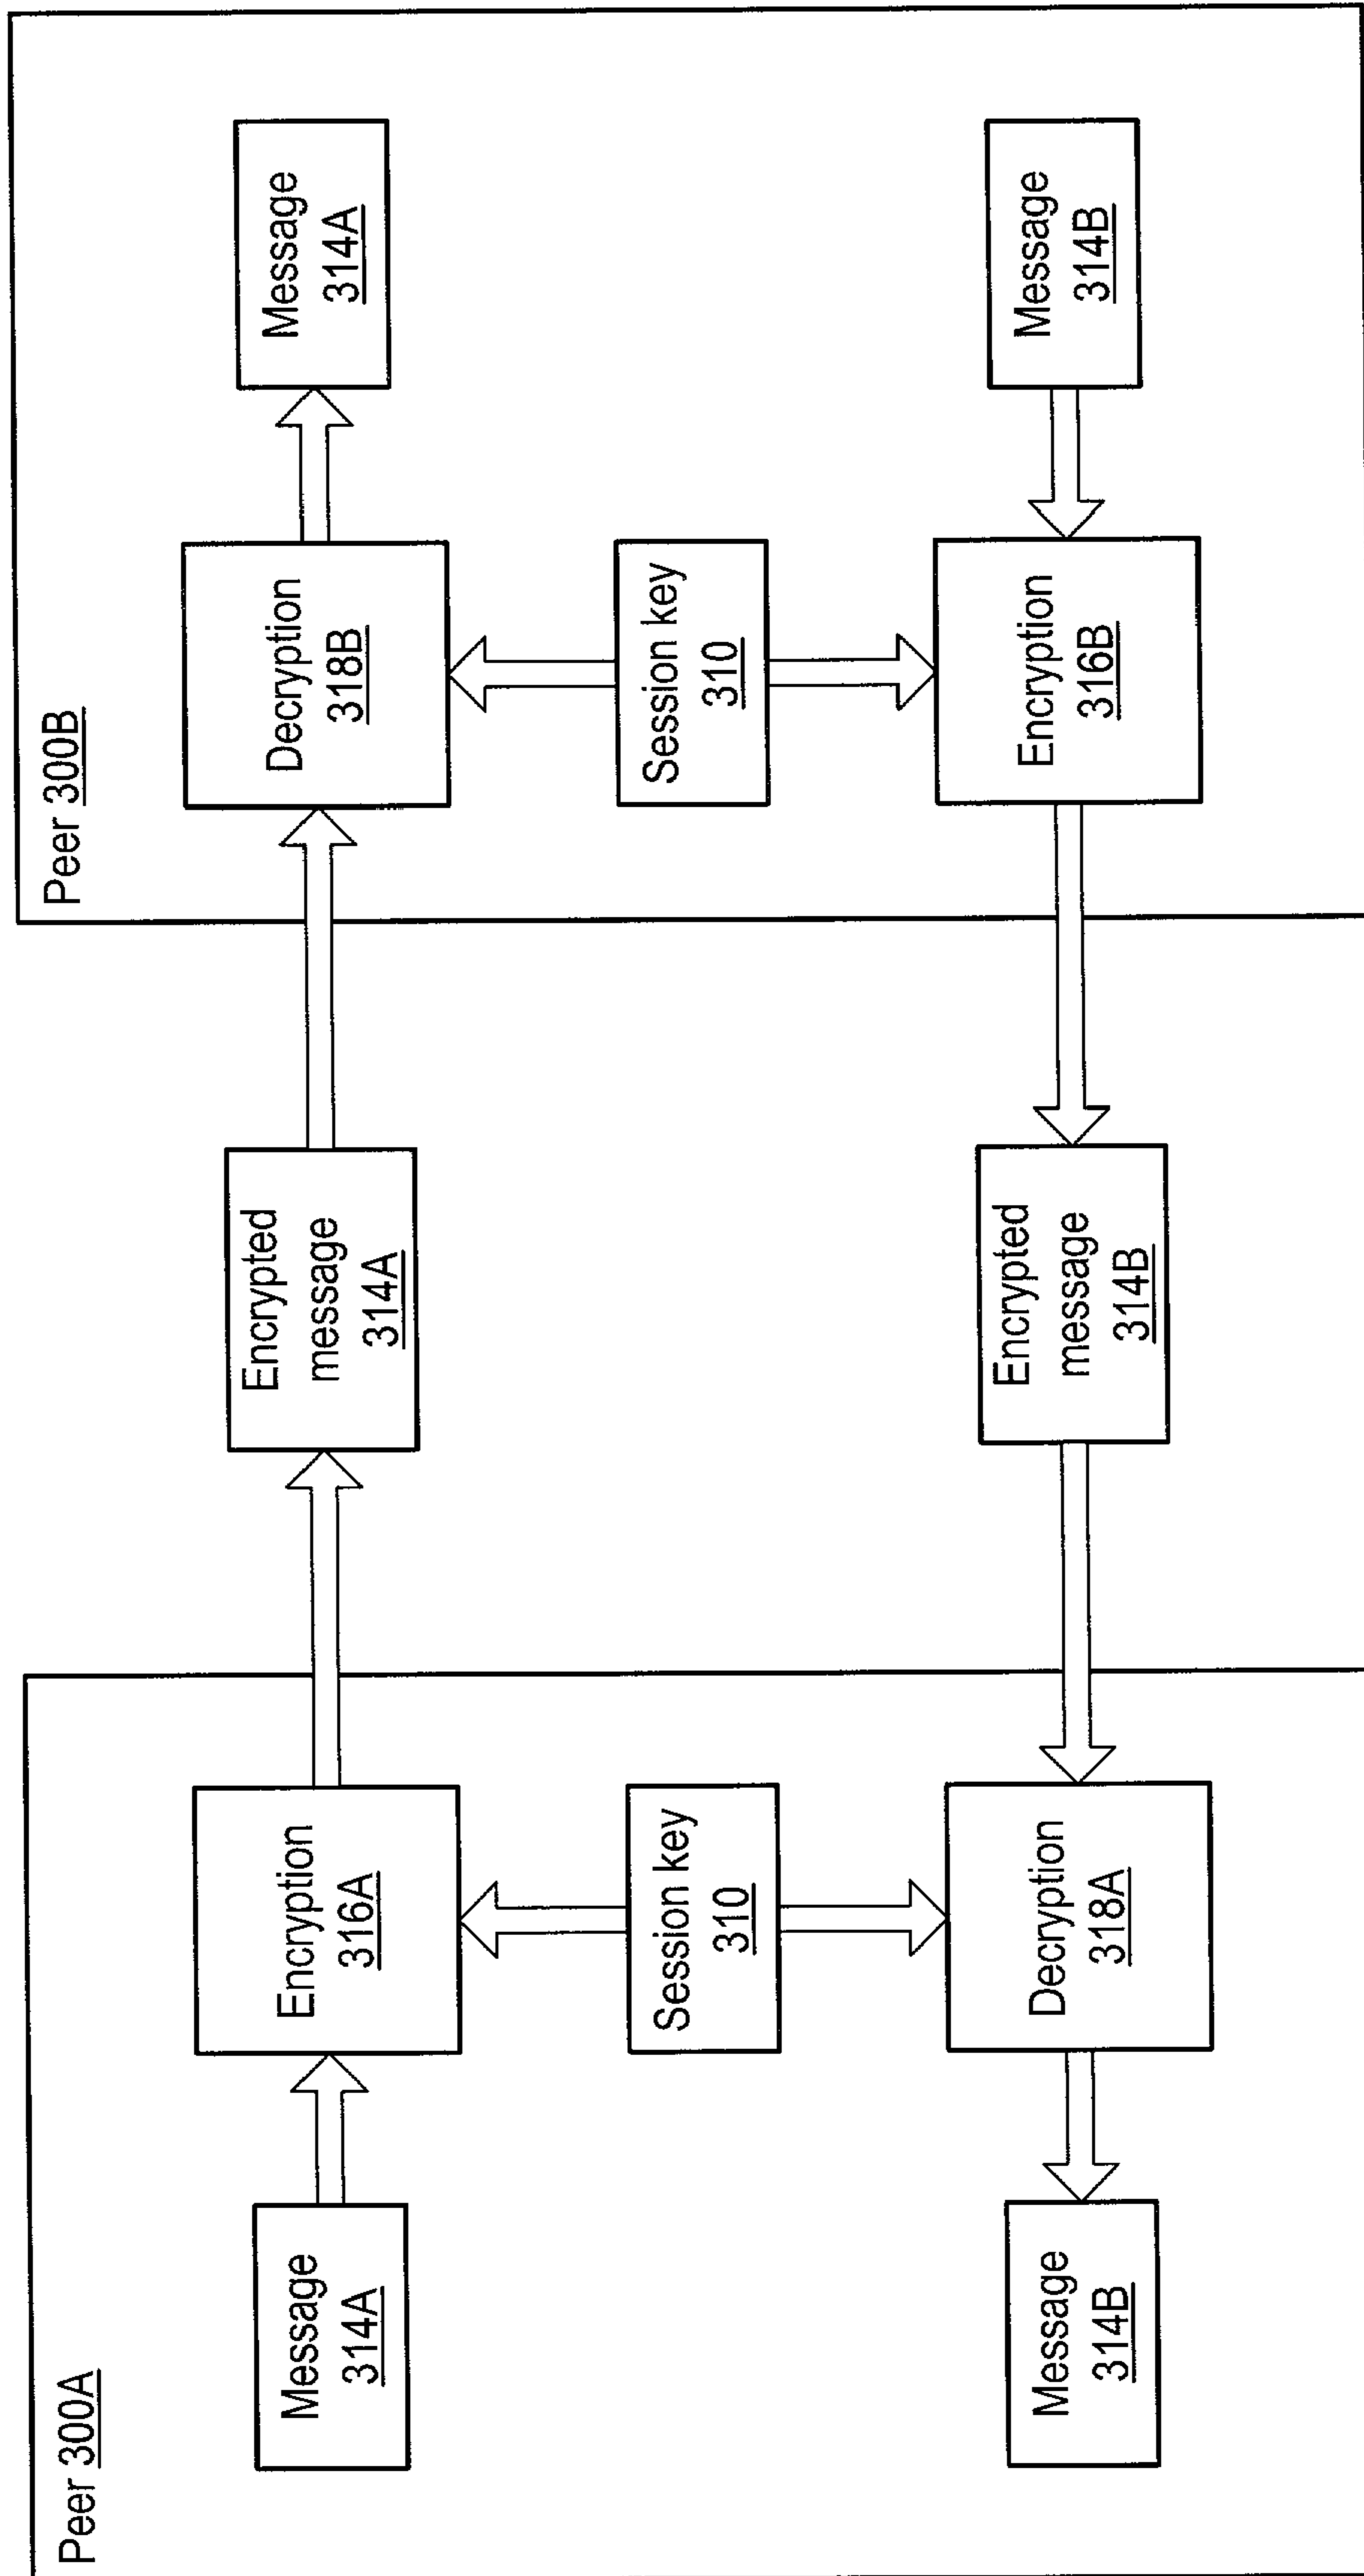 Peer 300A
Message
314A
Encryption
316A
Session key
310
Decryption
318A
Message
314B
Encrypted
message
314A
Encrypted
message
314B
Peer 300B
Decryption
318B
Message
314A
Session key
310
Encryption
316B
Message
314B